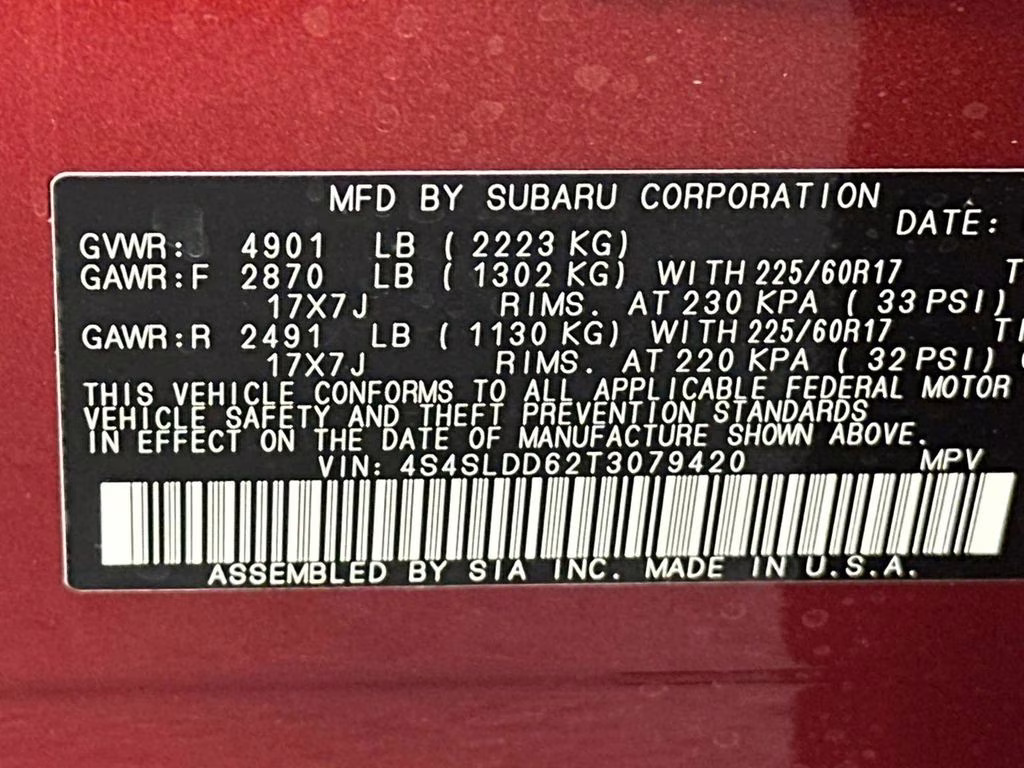 MFD BY SUBARU CORPORATION
DATE:
GVWR: 4901 LB ( 2223 KG)
GAWR:F 2870 LB ( 1302 KG) WITH 225/60R17
17X7J RIMS. AT 230 KPA ( 33 PSI)
GAWR:R 2491 LB ( 1130 KG) WITH 225/60R17
17X7J RIMS. AT 220 KPA ( 32 PSI)
THIS VEHICLE CONFORMS TO ALL APPLICABLE FEDERAL MOTOR
VEHICLE SAFETY AND THEFT PREVENTION STANDARDS
IN EFFECT ON THE DATE OF MANUFACTURE SHOWN ABOVE.
VIN: 4S4SLDD62T3079420 MPV
ASSEMBLED BY SIA INC. MADE IN U.S.A.